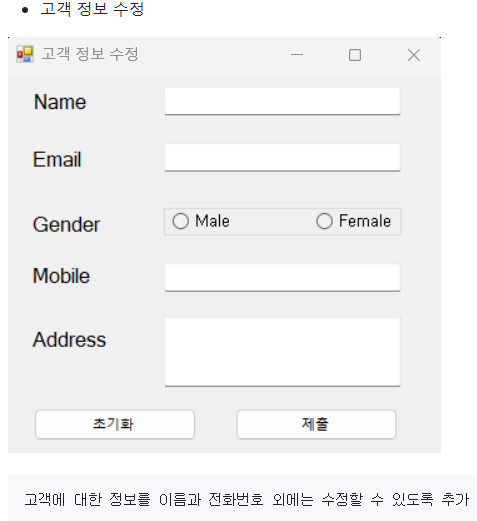 고객 정보 수정
고객 정보 수정
Name
Email
Gender
Male Female
Mobile
Address
초기화 제출
고객에 대한 정보를 이름과 전화번호 외에는 수정할 수 있도록 추가